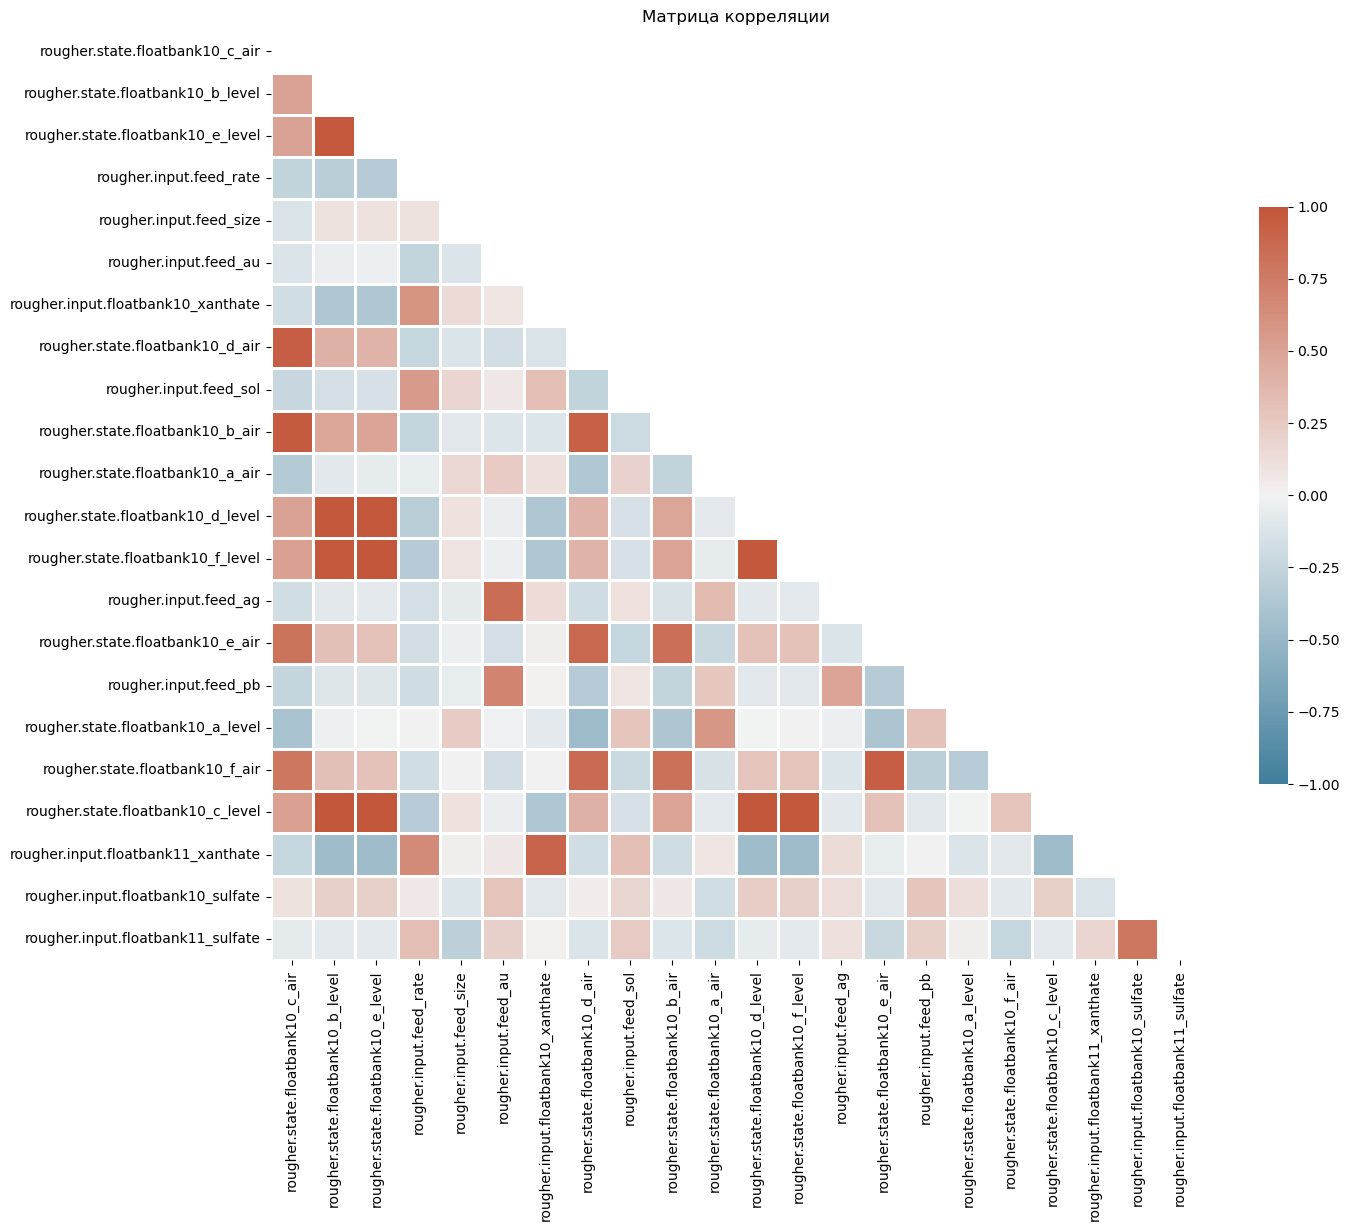 Матрица корреляции
rougher.state.floatbank10_c_air
rougher.state.floatbank10_b_level
rougher.state.floatbank10_e_level
rougher.input.feed_rate
rougher.input.feed_size
rougher.input.feed_au
rougher.input.floatbank10_xanthate
rougher.state.floatbank10_d_air
rougher.input.feed_sol
rougher.state.floatbank10_b_air
rougher.state.floatbank10_a_air
rougher.state.floatbank10_d_level
rougher.state.floatbank10_f_level
rougher.input.feed_ag
rougher.state.floatbank10_e_air
rougher.input.feed_pb
rougher.state.floatbank10_a_level
rougher.state.floatbank10_f_air
rougher.state.floatbank10_c_level
rougher.input.floatbank11_xanthate
rougher.input.floatbank10_sulfate
rougher.input.floatbank11_sulfate
rougher.state.floatbank10_c_air
rougher.state.floatbank10_b_level
rougher.state.floatbank10_e_level
rougher.input.feed_rate
rougher.input.feed_size
rougher.input.feed_au
rougher.input.floatbank10_xanthate
rougher.state.floatbank10_d_air
rougher.input.feed_sol
rougher.state.floatbank10_b_air
rougher.state.floatbank10_a_air
rougher.state.floatbank10_d_level
rougher.state.floatbank10_f_level
rougher.input.feed_ag
rougher.state.floatbank10_e_air
rougher.input.feed_pb
rougher.state.floatbank10_a_level
rougher.state.floatbank10_f_air
rougher.state.floatbank10_c_level
rougher.input.floatbank11_xanthate
rougher.input.floatbank10_sulfate
rougher.input.floatbank11_sulfate
1.00
0.75
0.50
0.25
0.00
−0.25
−0.50
−0.75
−1.00